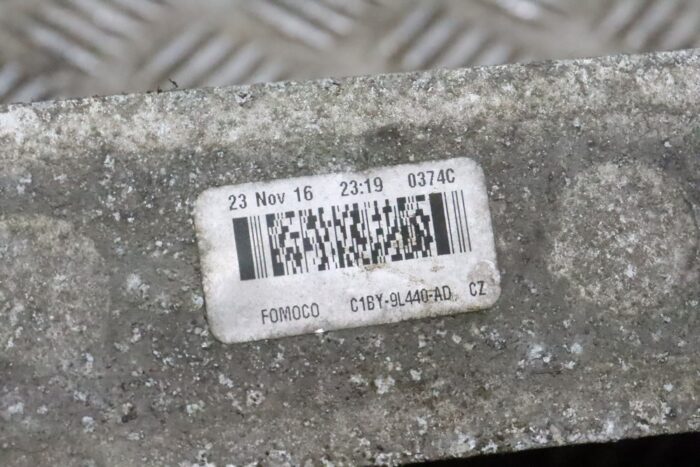 23 Nov 16 23:19 0374C
FOMOCO C1BY-9L440-AD CZ